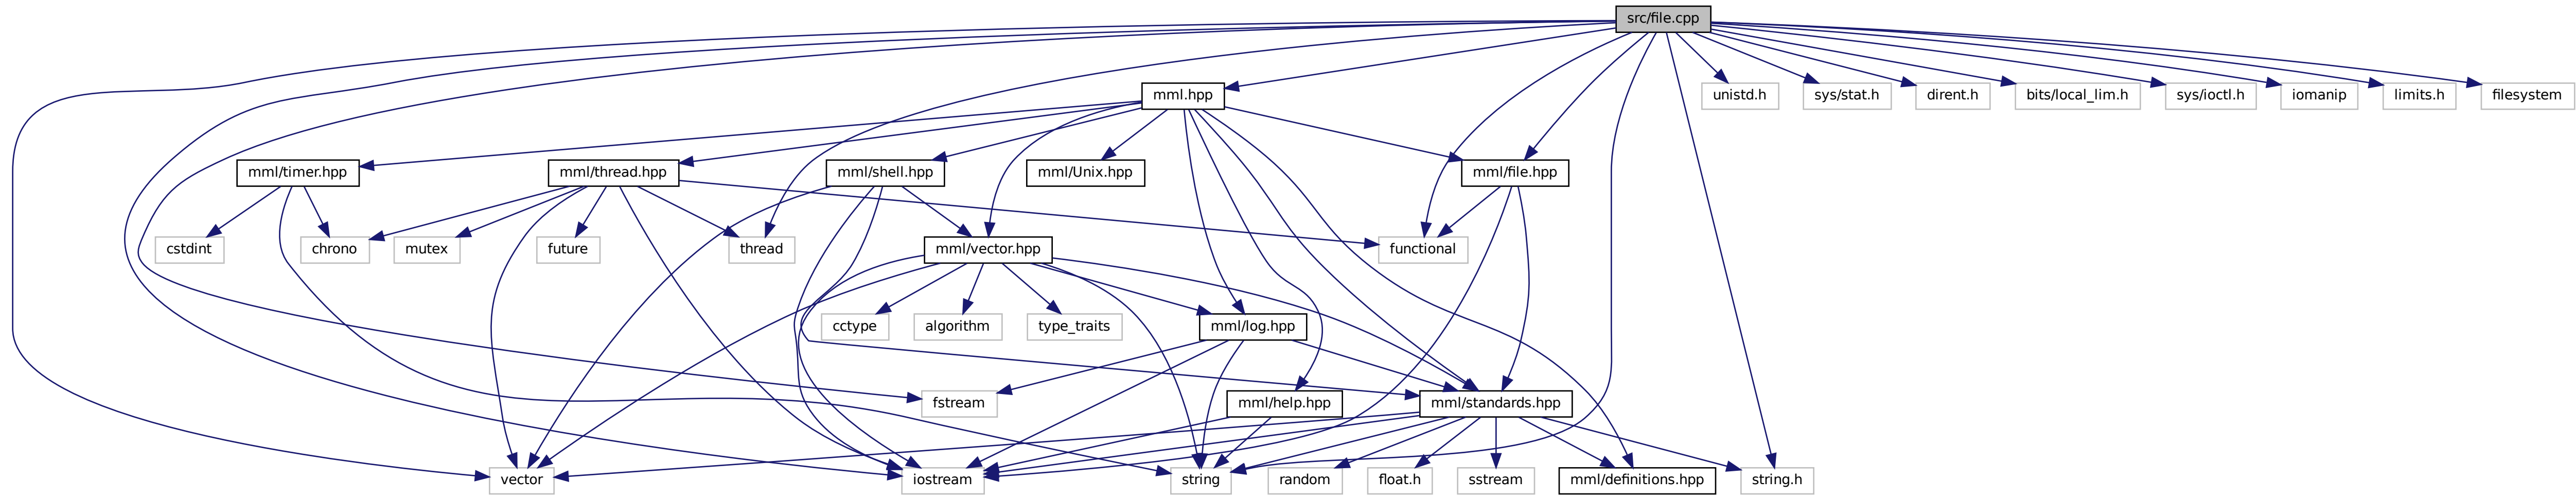 src/file.cpp
mml.hpp
unistd.h
sys/stat.h
dirent.h
bits/local_lim.h
sys/ioctl.h
iomanip
limits.h
filesystem
mml/timer.hpp
mml/thread.hpp
mml/shell.hpp
mml/Unix.hpp
mml/file.hpp
cstdint
chrono
mutex
future
thread
mml/vector.hpp
functional
cctype
algorithm
type_traits
mml/log.hpp
fstream
mml/help.hpp
mml/standards.hpp
vector
iostream
string
random
float.h
sstream
mml/definitions.hpp
string.h